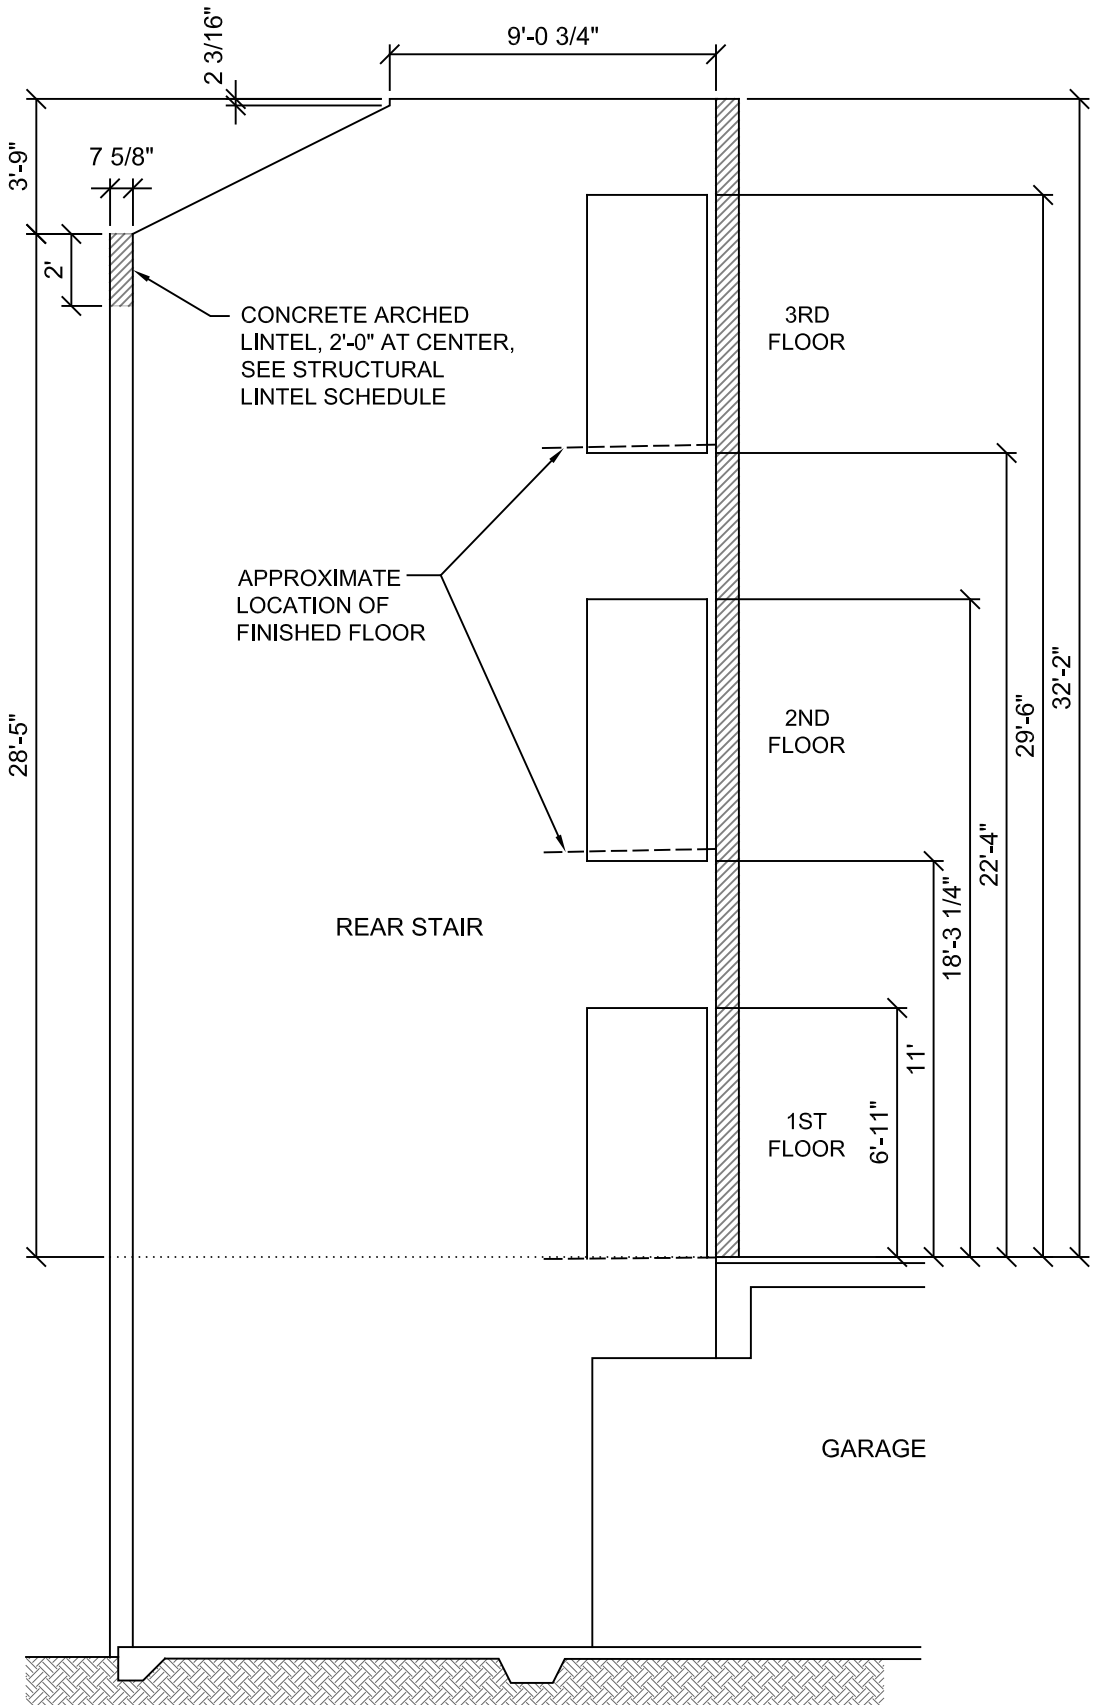 9'-0 3/4"
2 3/16"
3'-9"
7 5/8"
2'
CONCRETE ARCHED
LINTEL, 2'-0" AT CENTER,
SEE STRUCTURAL
LINTEL SCHEDULE
3RD
FLOOR
APPROXIMATE
LOCATION OF
FINISHED FLOOR
28'-5"
2ND
FLOOR
32'-2"
29'-6"
22'-4"
18'-3 1/4"
11'
6'-11"
REAR STAIR
1ST
FLOOR
GARAGE